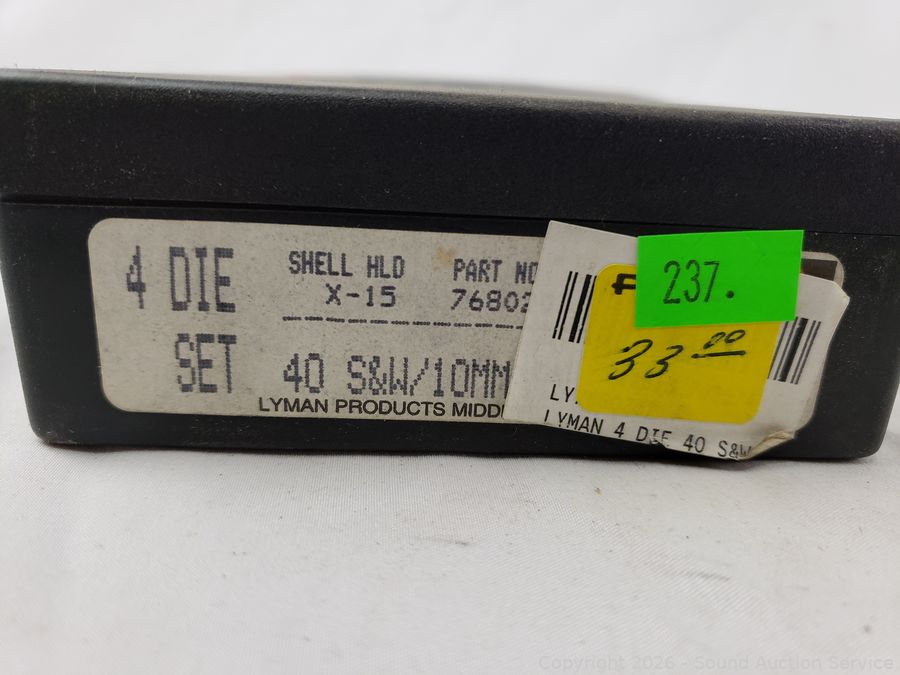 4 DIE
SET
SHELL HLD
X-15
PART NO
76802
40 S&W/10MM
LYMAN PRODUCTS MIDD
237.
33.00
LY
LYMAN 4 DIE 40 S&W
Copyright 2026 - Sound Auction Service